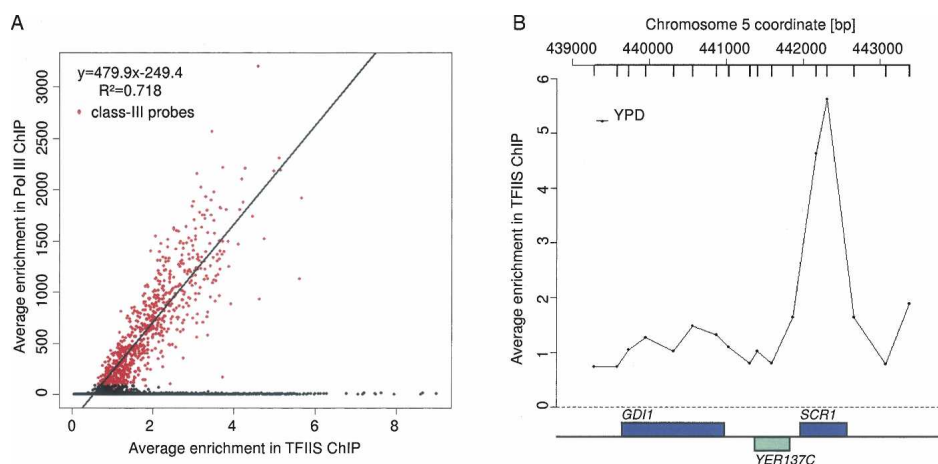 A
Average enrichment in Pol III ChIP
0 500 1000 1500 2000 2500 3000
y=479.9x-249.4
R²=0.718
class-III probes
0 2 4 6 8
Average enrichment in TFIIS ChIP
B
Chromosome 5 coordinate [bp]
439000 440000 441000 442000 443000
Average enrichment in TFIIS ChIP
0 1 2 3 4 5 6
YPD
GDI1 SCR1
YER137C